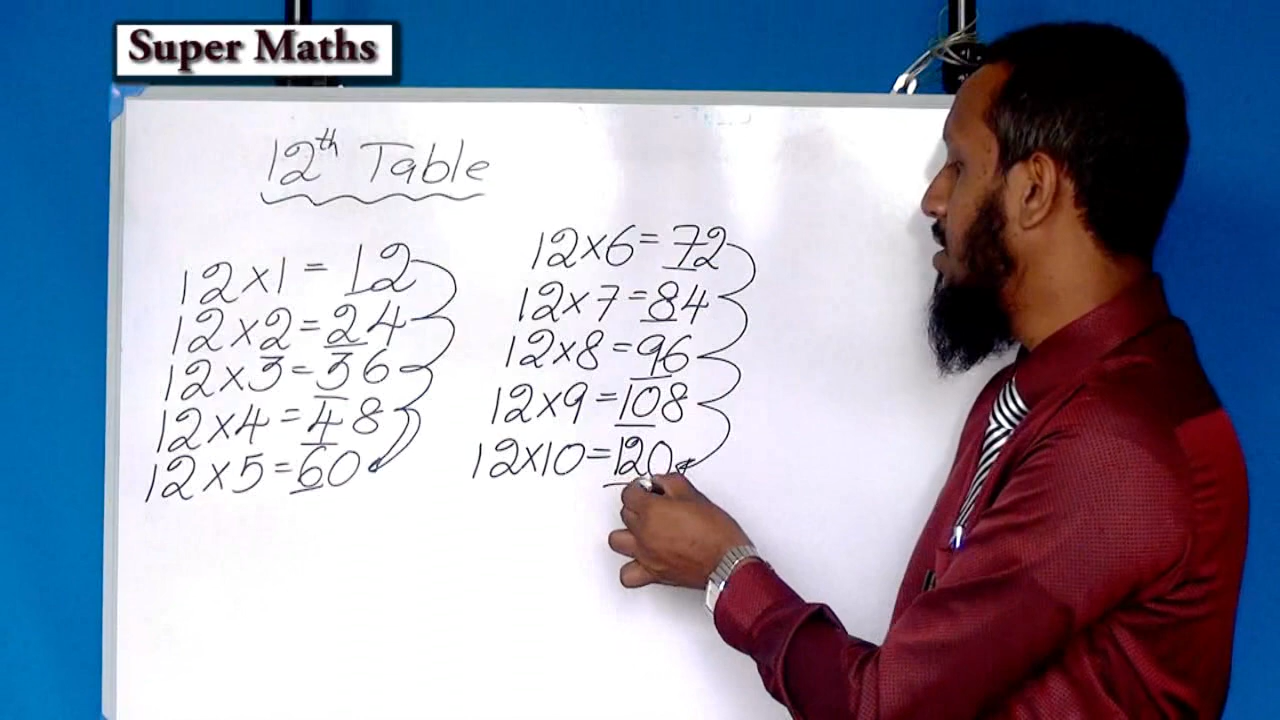 Super Maths
12th Table
12×1 = 12
12×2 = 24
12×3 = 36
12×4 = 48
12×5 = 60
12×6 = 72
12×7 = 84
12×8 = 96
12×9 = 108
12×10 = 120